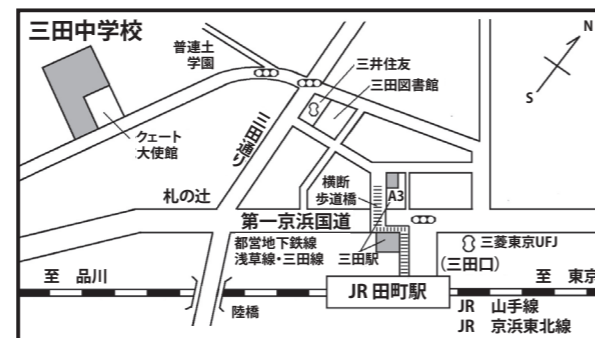 三田中学校
普連土
学園
三井住友
三田図書館
N
S
クェート
大使館
三田通り
札の辻
横断
歩道橋
A3
第一京浜国道
都営地下鉄線
浅草線・三田線
三田駅
三菱東京UFJ
(三田口)
至 品川
至 東京
JR 田町駅
陸橋
JR 山手線
JR 京浜東北線